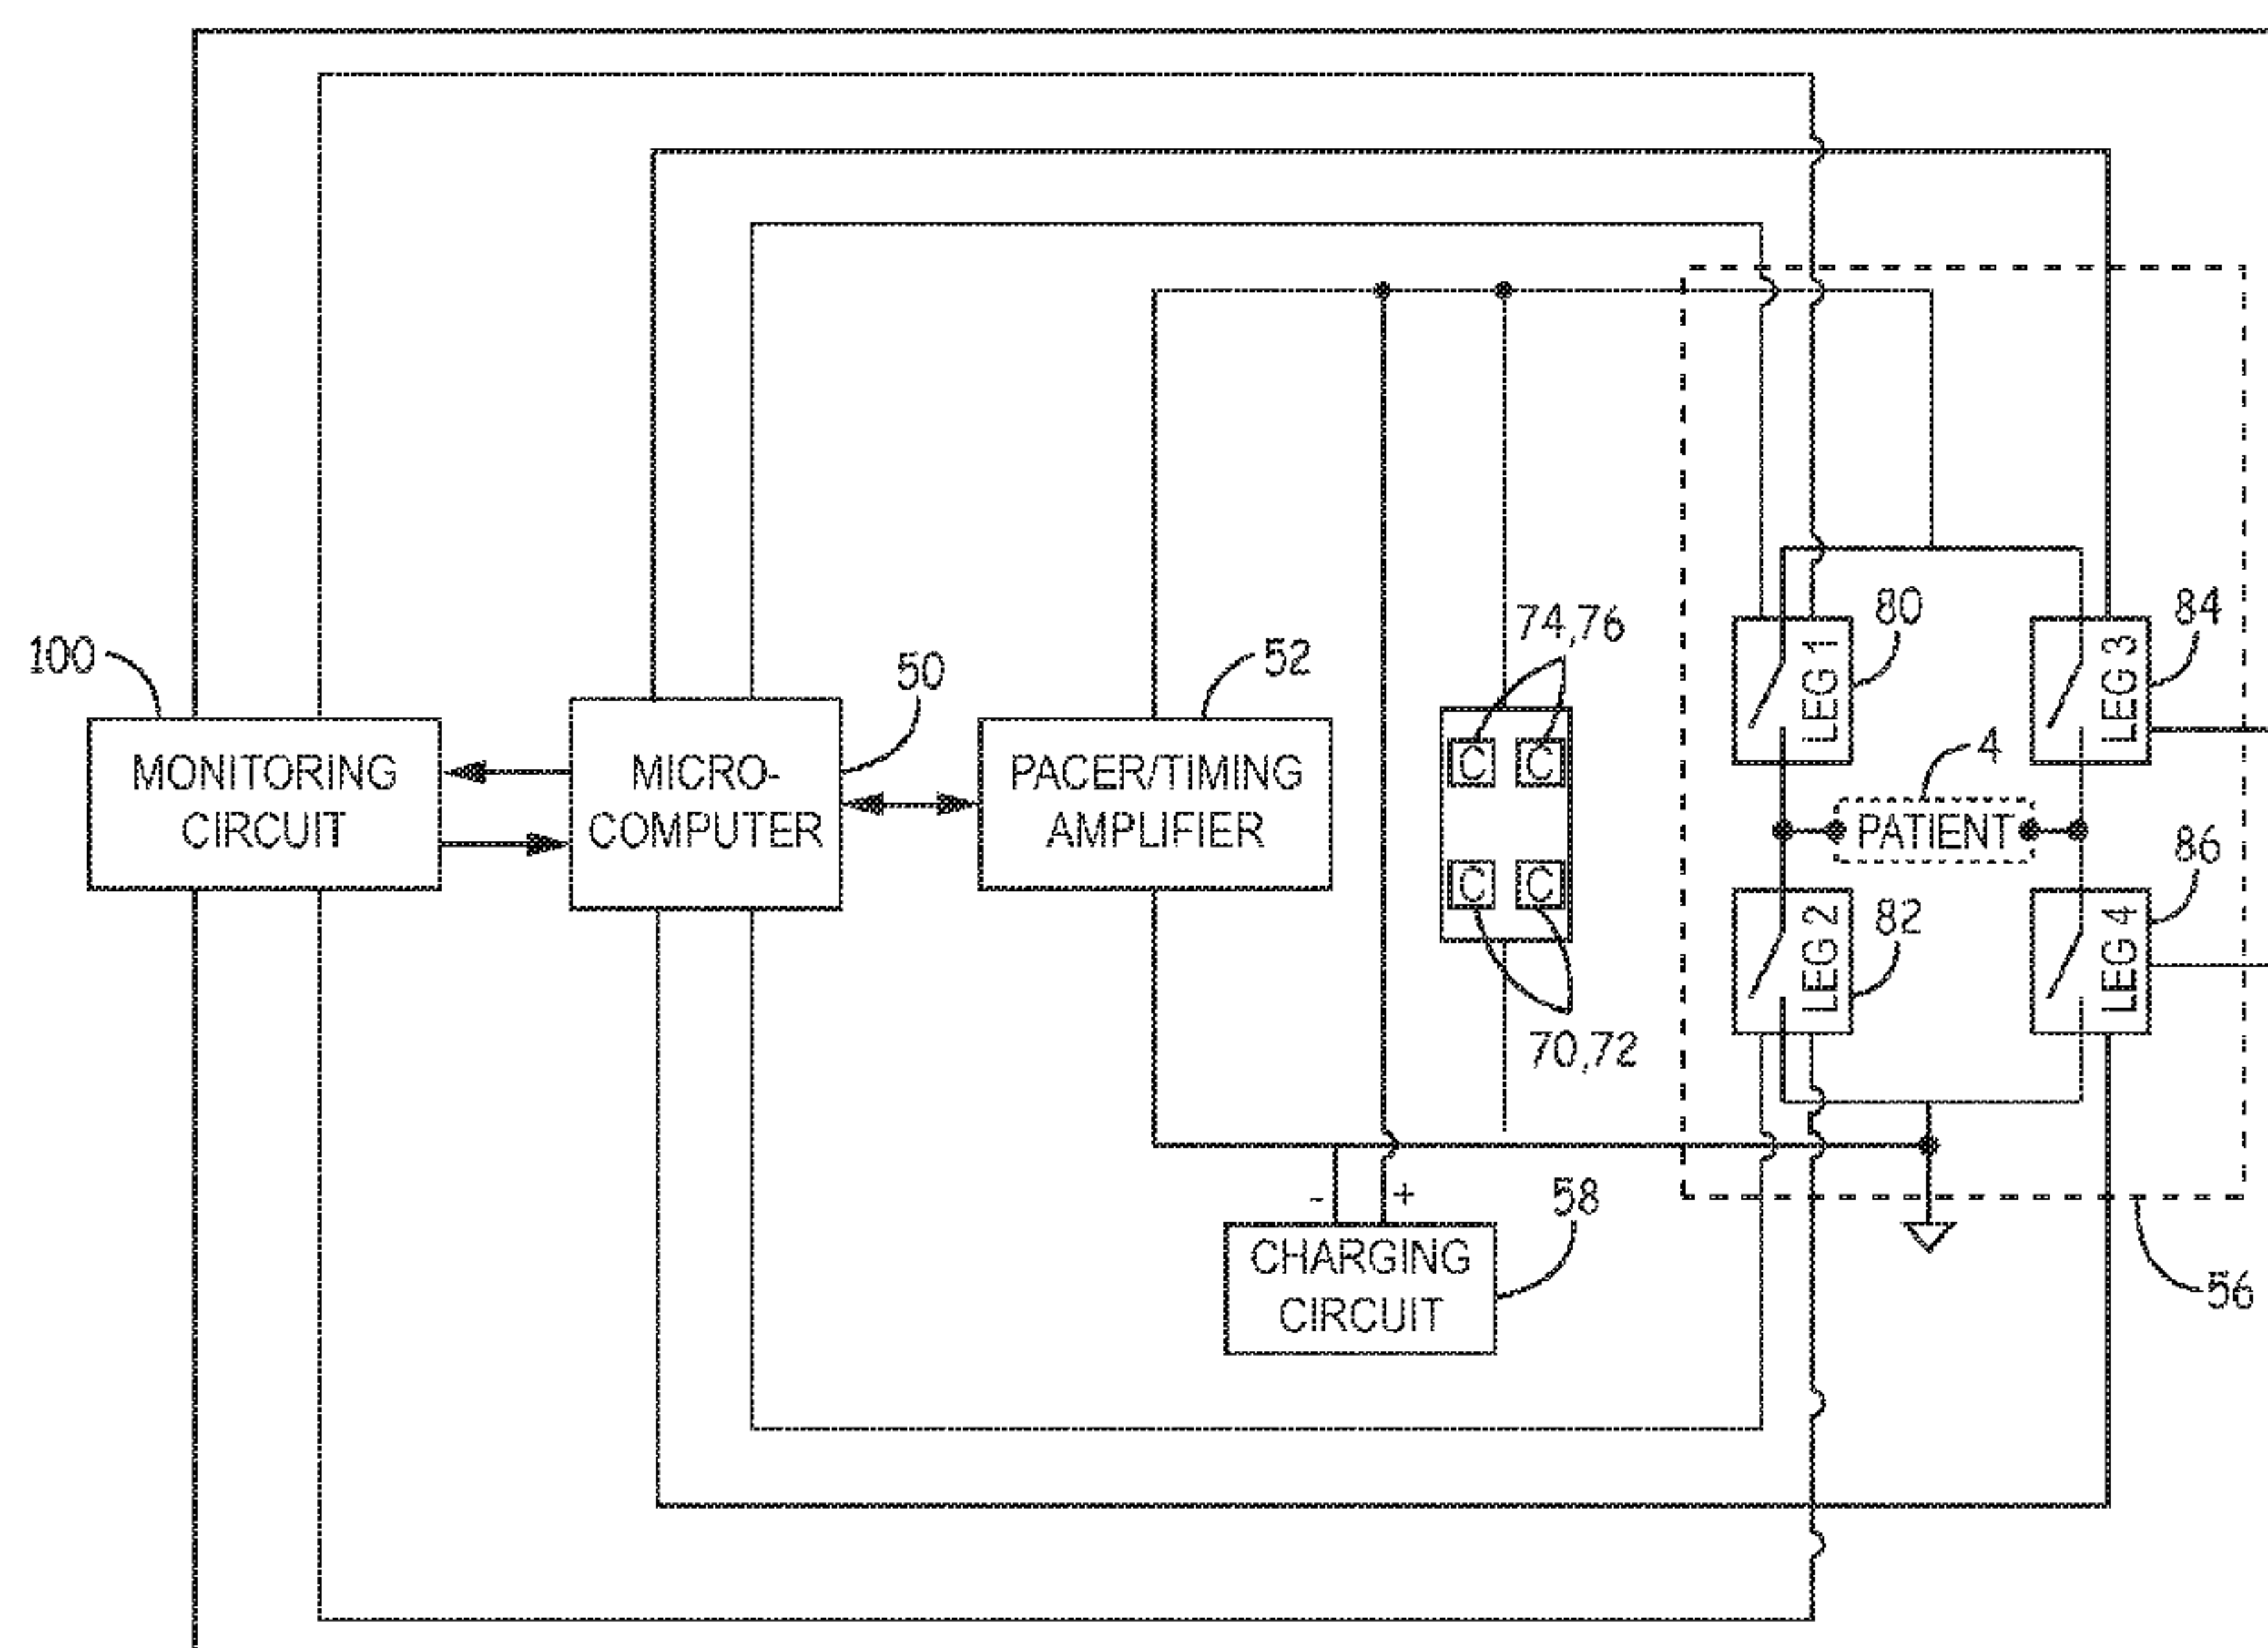 80
84
74,76
100
50
52
LEG 1
LEG 3
4
MONITORING
CIRCUIT
MICRO-
COMPUTER
PACER/TIMING
AMPLIFIER
C
C
PATIENT
86
C
C
82
LEG 2
LEG 4
70,72
-
+
58
CHARGING
CIRCUIT
56